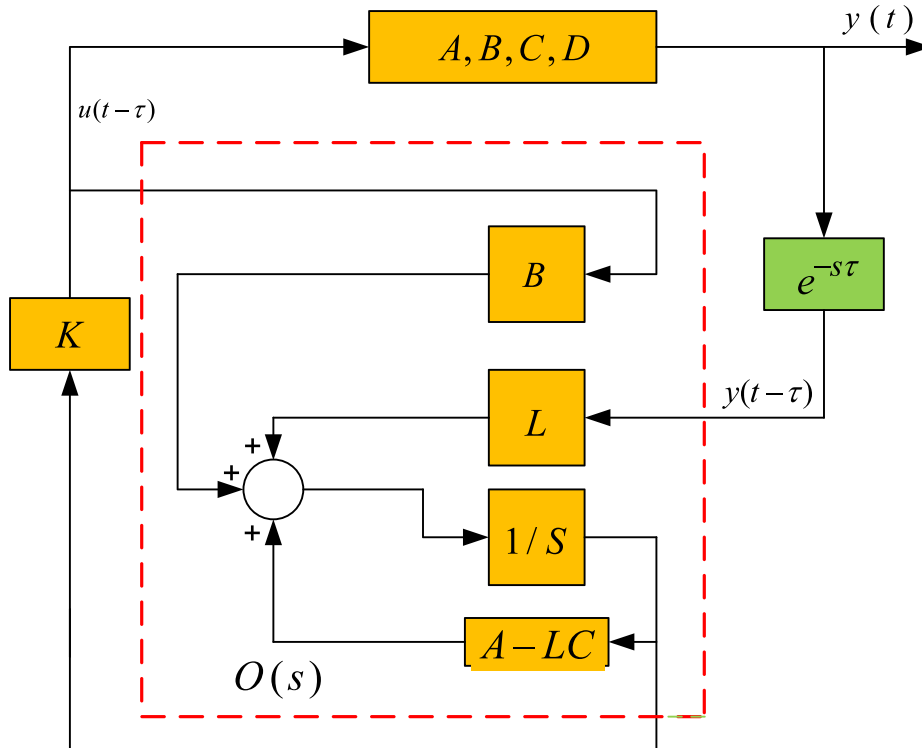 y(t)
A, B, C, D
u(t−τ)
B
e^{−sτ}
K
L
y(t−τ)
+
+
+
1/S
A−LC
O(s)